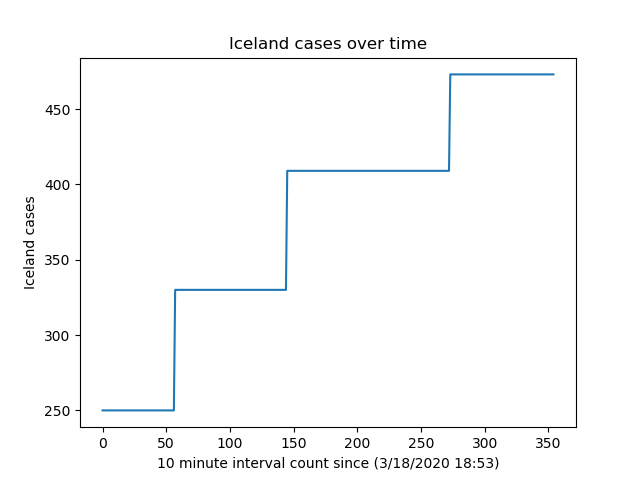 Iceland cases over time
450
400
350
300
250
Iceland cases
0 50 100 150 200 250 300 350
10 minute interval count since (3/18/2020 18:53)